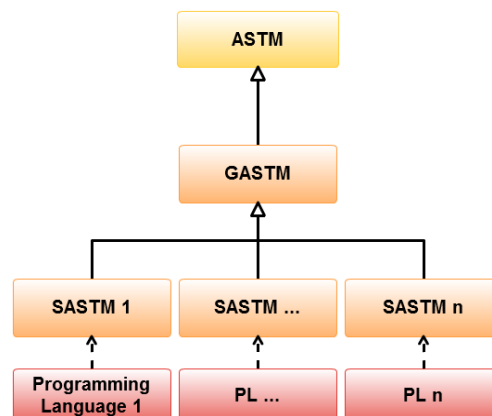 ASTM
GASTM
SASTM 1
SASTM ...
SASTM n
Programming
Language 1
PL ...
PL n